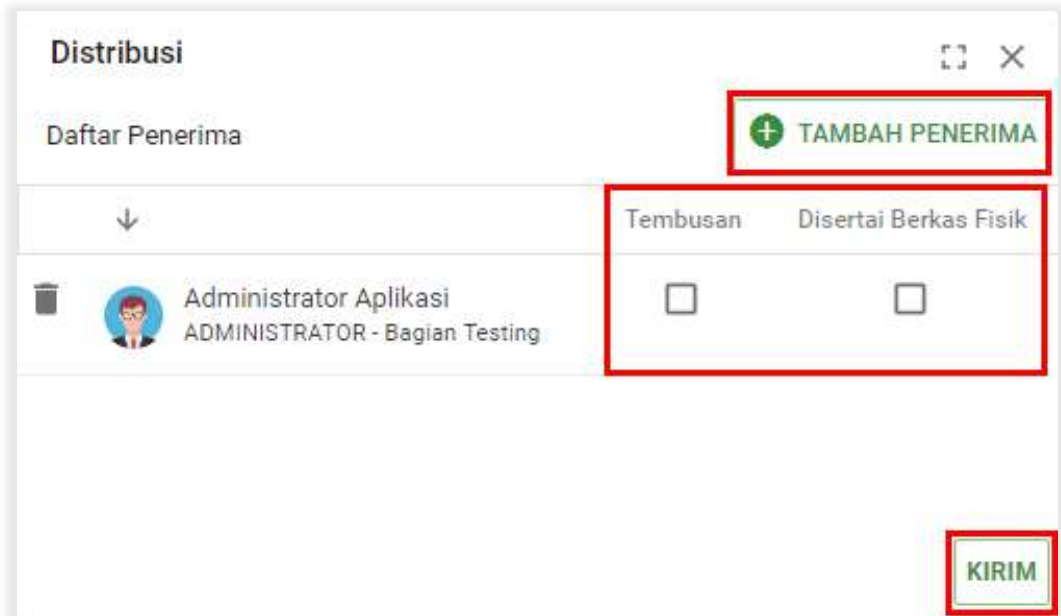 Distribusi
Daftar Penerima
TAMBAH PENERIMA
Tembusan Disertai Berkas Fisik
Administrator Aplikasi
ADMINISTRATOR - Bagian Testing
KIRIM